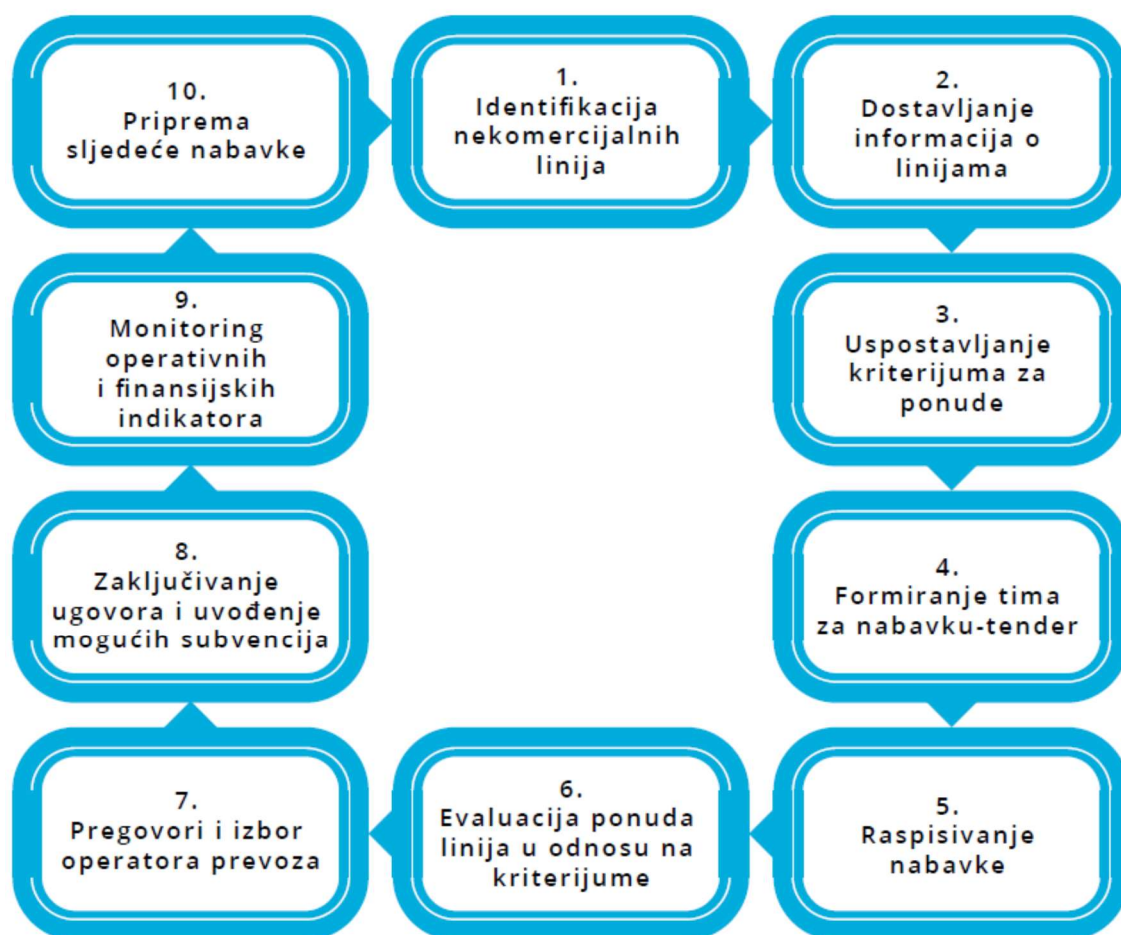 1.
Identifikacija
nekomercijalnih
linija
2.
Dostavljanje
informacija o
linijama
3.
Uspostavljanje
kriterijuma za
ponude
4.
Formiranje tima
za nabavku-tender
5.
Raspisivanje
nabavke
6.
Evaluacija ponuda
linija u odnosu na
kriterijume
7.
Pregovori i izbor
operatora prevoza
8.
Zaključivanje
ugovora i uvođenje
mogućih subvencija
9.
Monitoring
operativnih
i finansijskih
indikatora
10.
Priprema
sljedeće nabavke